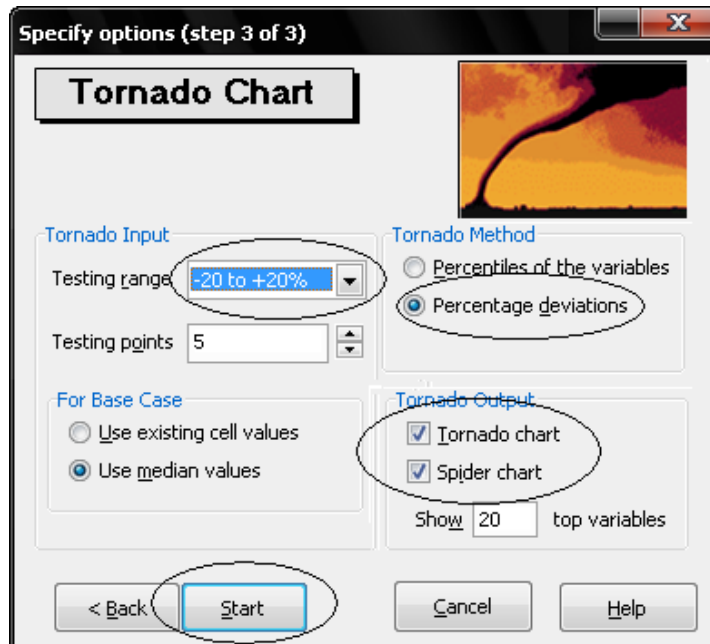 Specify options (step 3 of 3)
Tornado Chart
Tornado Input
Testing range -20 to +20%
Testing points 5
Tornado Method
Percentiles of the variables
Percentage deviations
For Base Case
Use existing cell values
Use median values
Tornado Output
Tornado chart
Spider chart
Show 20 top variables
< Back
Start
Cancel
Help